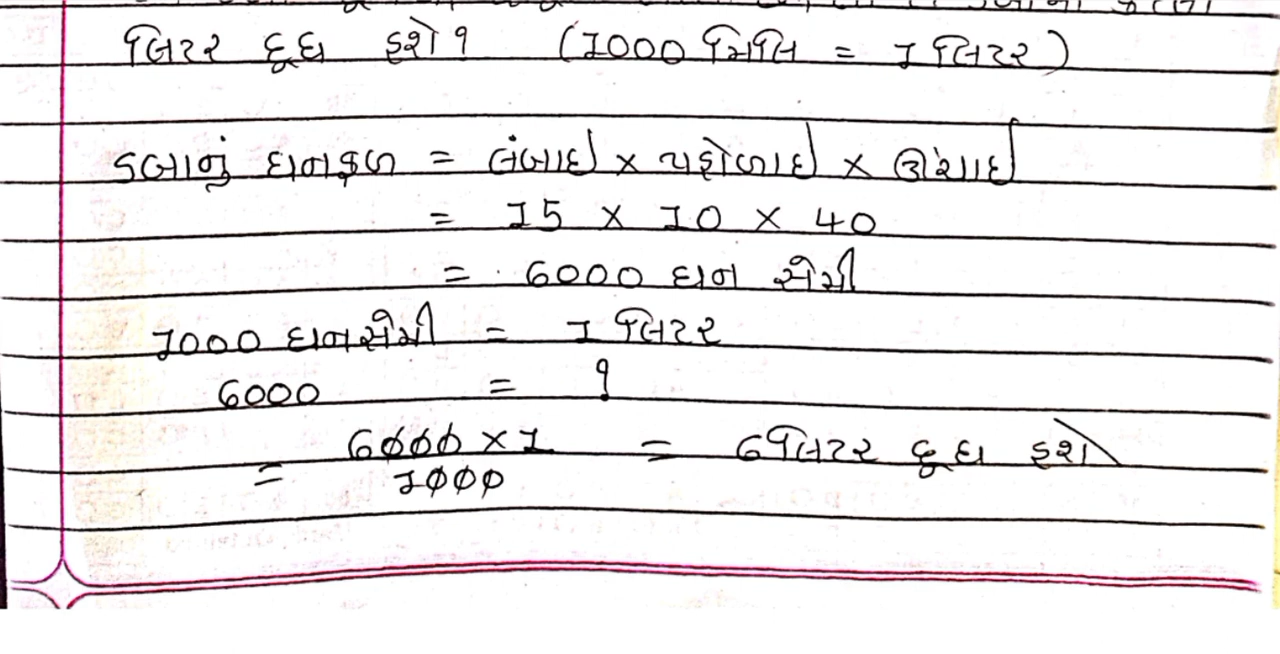 લિટર દૂધ હશે ? (1000 મિલિ = 1 લિટર)
ડબાનું ઘનફળ = લંબાઈ × પહોળાઈ × ઊંચાઈ
= 15 × 10 × 40
= 6000 ઘન સેમી
1000 ઘનસેમી = 1 લિટર
6000 = ?
6000 × 1 = 6 લિટર દૂધ હશે
= 1000